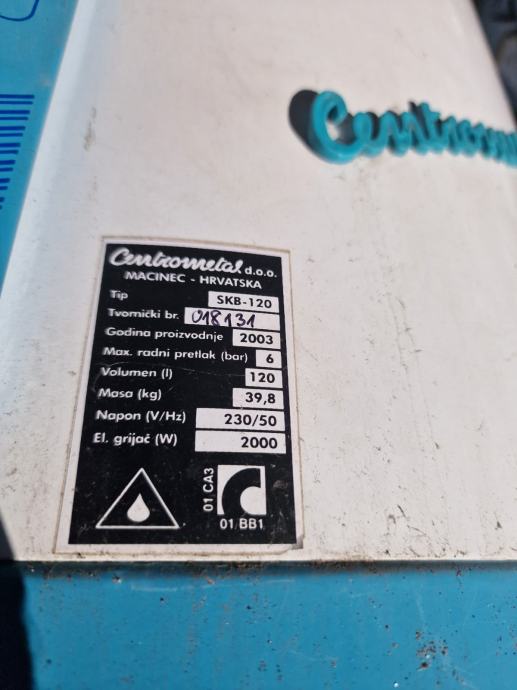 Centrom
Centrometal d.o.o.
MACINEC - HRVATSKA
Tip SKB-120
Tvornički br. 018131
Godina proizvodnje 2003
Max. radni pretlak (bar) 6
Volumen (l) 120
Masa (kg) 39,8
Napon (V/Hz) 230/50
El. grijač (W) 2000
01 CA3
01 BB1